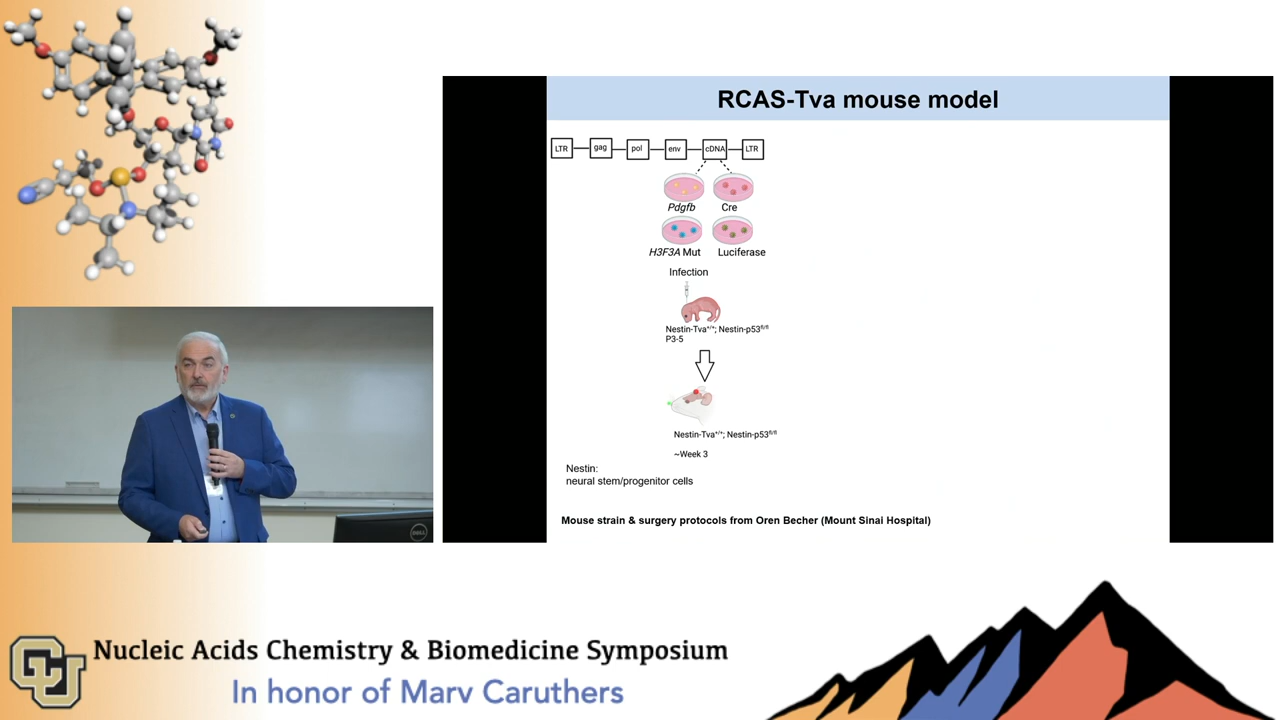 RCAS-Tva mouse model
LTR gag pol env cDNA LTR
Pdgfb Cre
H3F3A Mut Luciferase
Infection
Nestin-Tva+/+; Nestin-p53fl/fl
P3-5
Nestin-Tva+/+; Nestin-p53fl/fl
~Week 3
Nestin:
neural stem/progenitor cells
Mouse strain & surgery protocols from Oren Becher (Mount Sinai Hospital)
DELL
CU
Nucleic Acids Chemistry & Biomedicine Symposium
In honor of Marv Caruthers